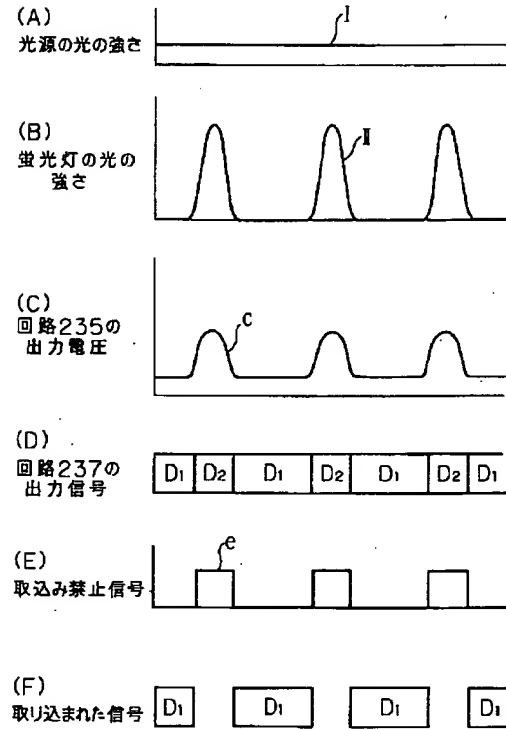 (A)
光源の光の強さ
I
(B)
蛍光灯の光の
強さ
II
(C)
回路235の
出力電圧
C
(D)
回路237の
出力信号
D1 D2 D1 D2 D1 D2 D1
(E)
取込み禁止信号
e
(F)
取り込まれた信号
D1 D1 D1 D1